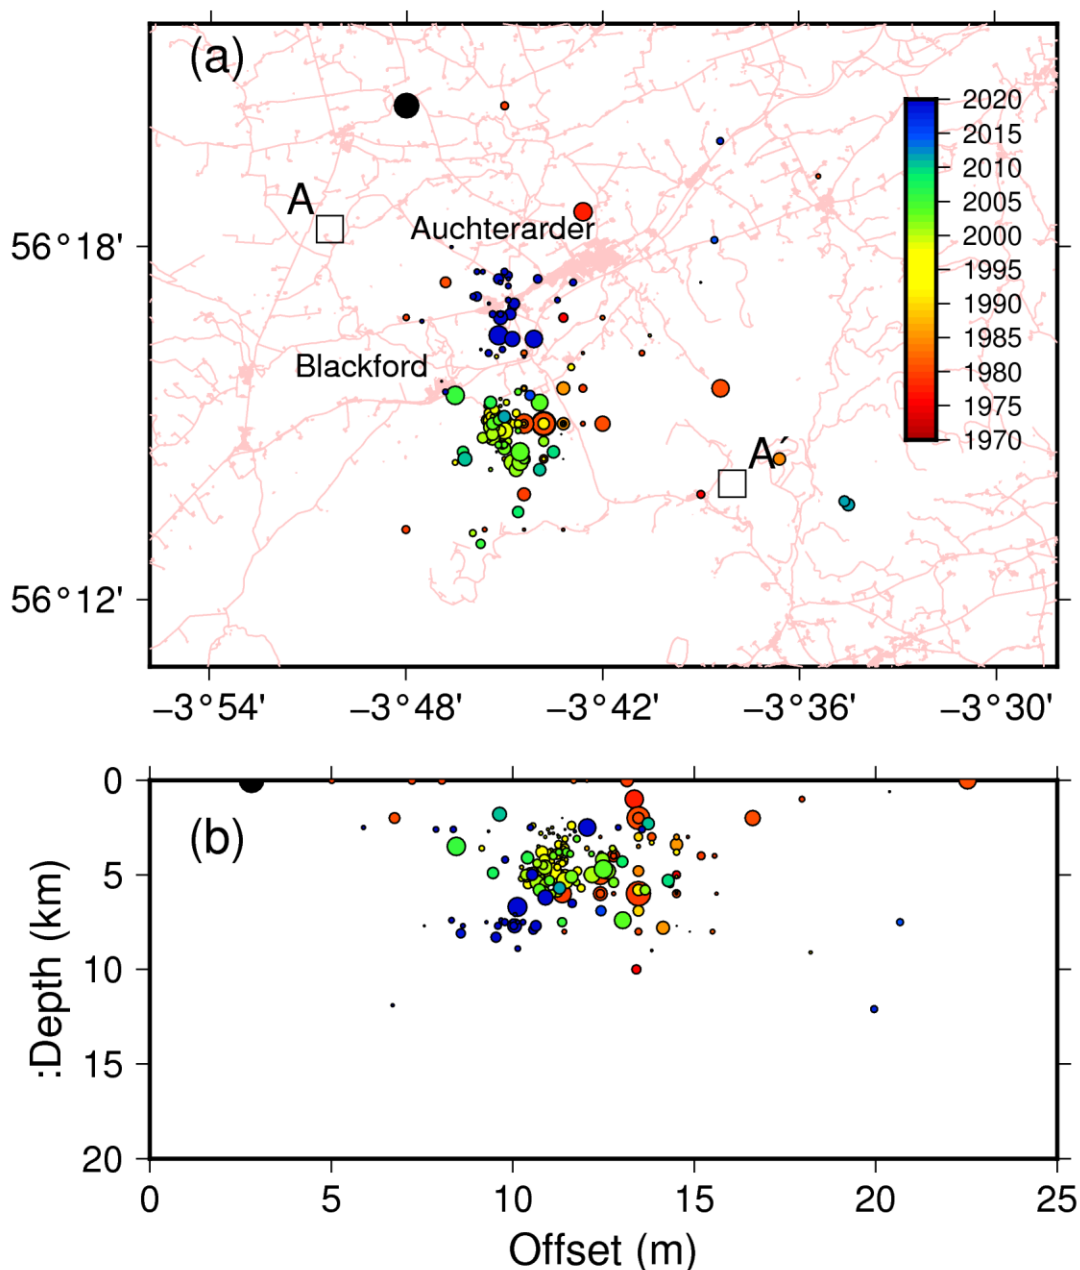 (a)
2020
2015
2010
2005
2000
1995
1990
1985
1980
1975
1970
A
Auchterarder
56°18'
Blackford
A´
56°12'
−3°54' −3°48' −3°42' −3°36' −3°30'
0
(b)
5
10
15
20
:Depth (km)
0 5 10 15 20 25
Offset (m)